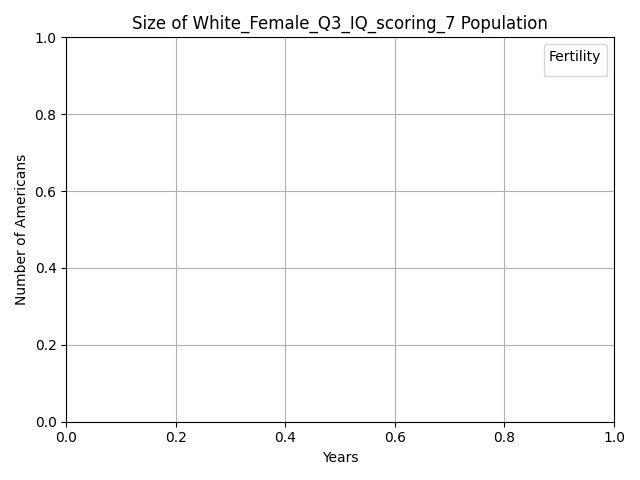 Size of White_Female_Q3_IQ_scoring_7 Population
Fertility
Number of Americans
1.0
0.8
0.6
0.4
0.2
0.0
0.0 0.2 0.4 0.6 0.8 1.0
Years